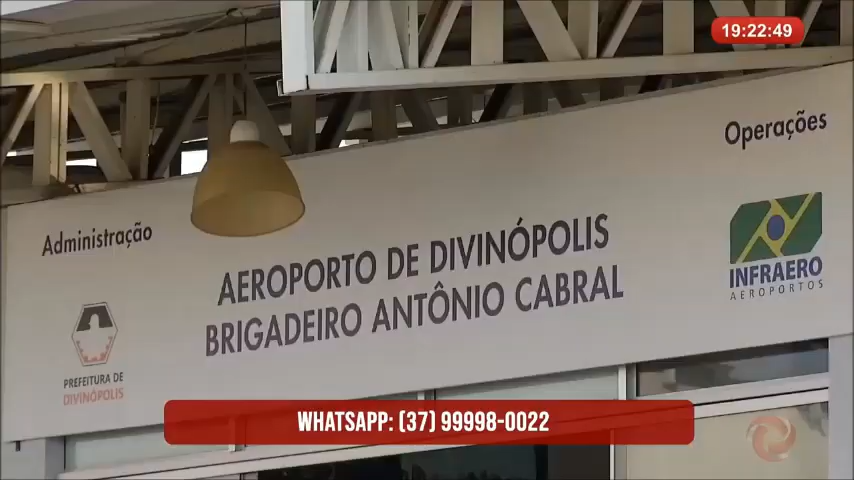 19:22:49
Operações
Administração
AEROPORTO DE DIVINÓPOLIS
BRIGADEIRO ANTÔNIO CABRAL
INFRAERO
AEROPORTOS
PREFEITURA DE
DIVINÓPOLIS
WHATSAPP: (37) 99998-0022